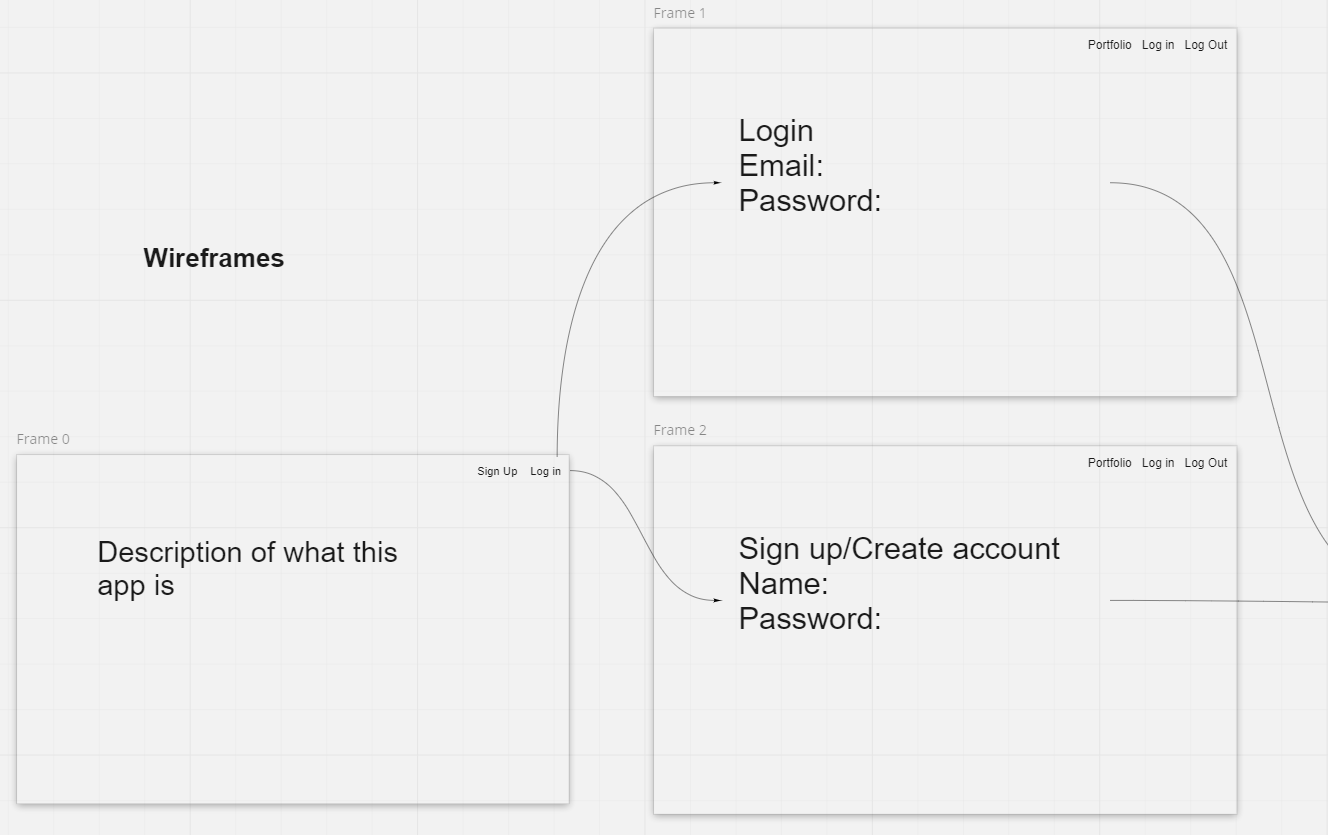 Frame 1
Portfolio Log in Log Out
Login
Email:
Password:
Wireframes
Frame 0
Sign Up Log in
Description of what this
app is
Frame 2
Portfolio Log in Log Out
Sign up/Create account
Name:
Password: